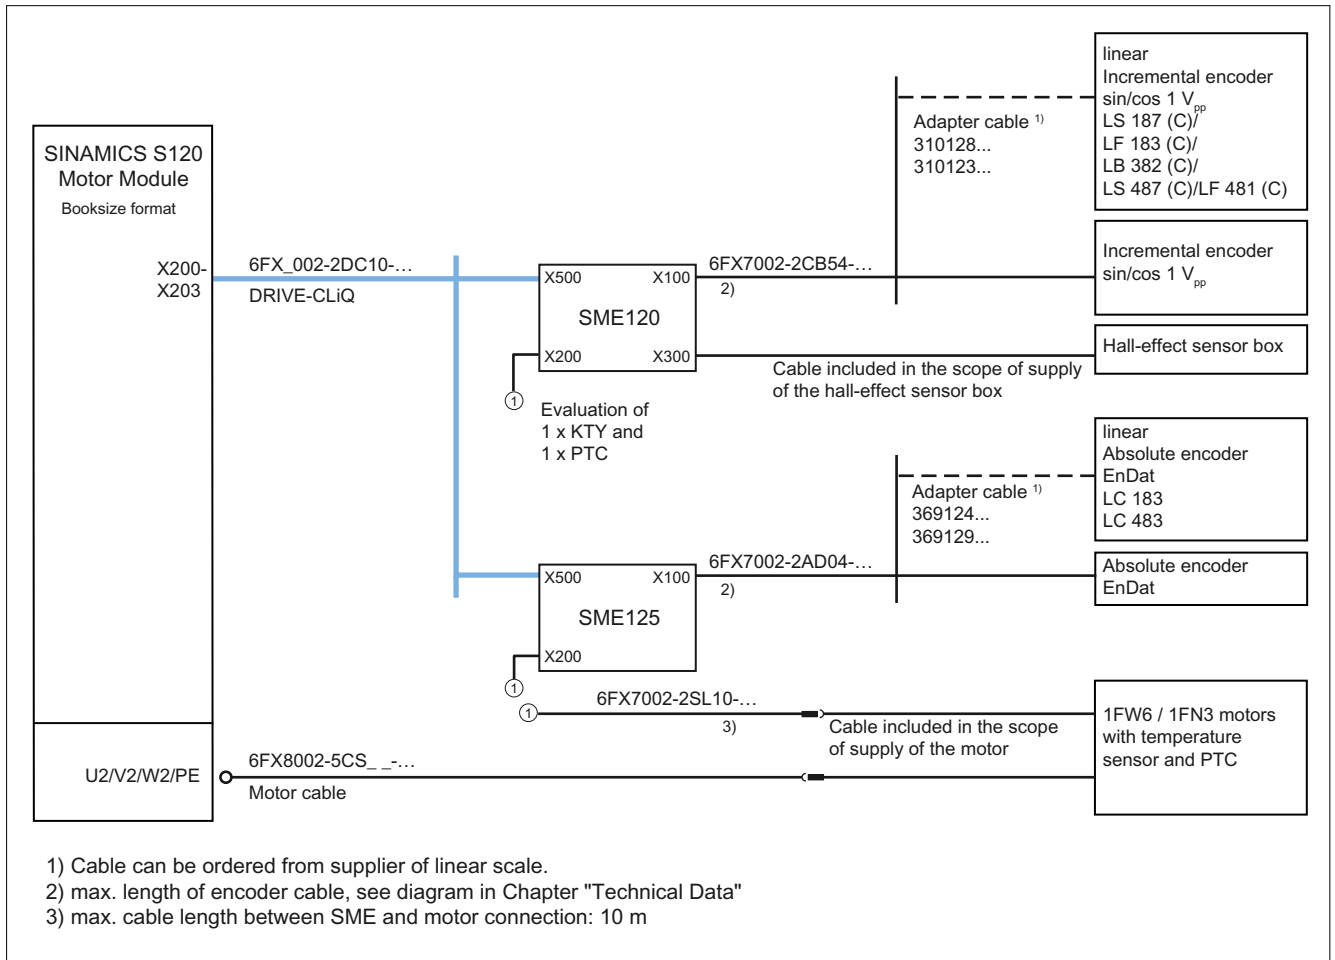 SINAMICS S120
Motor Module
Booksize format
X200-
X203
6FX_002-2DC10-...
DRIVE-CLiQ
X500
X100
SME120
X200
X300
1
Evaluation of
1 x KTY and
1 x PTC
6FX7002-2CB54-...
2)
Adapter cable 1)
310128...
310123...
linear
Incremental encoder
sin/cos 1 Vpp
LS 187 (C)/
LF 183 (C)/
LB 382 (C)/
LS 487 (C)/LF 481 (C)
Incremental encoder
sin/cos 1 Vpp
Hall-effect sensor box
Cable included in the scope of supply
of the hall-effect sensor box
linear
Absolute encoder
EnDat
LC 183
LC 483
Adapter cable 1)
369124...
369129...
6FX7002-2AD04-...
2)
Absolute encoder
EnDat
X500
X100
SME125
X200
1
1
6FX7002-2SL10-...
3)
Cable included in the scope
of supply of the motor
1FW6 / 1FN3 motors
with temperature
sensor and PTC
U2/V2/W2/PE
6FX8002-5CS_ _-...
Motor cable
1) Cable can be ordered from supplier of linear scale.
2) max. length of encoder cable, see diagram in Chapter "Technical Data"
3) max. cable length between SME and motor connection: 10 m